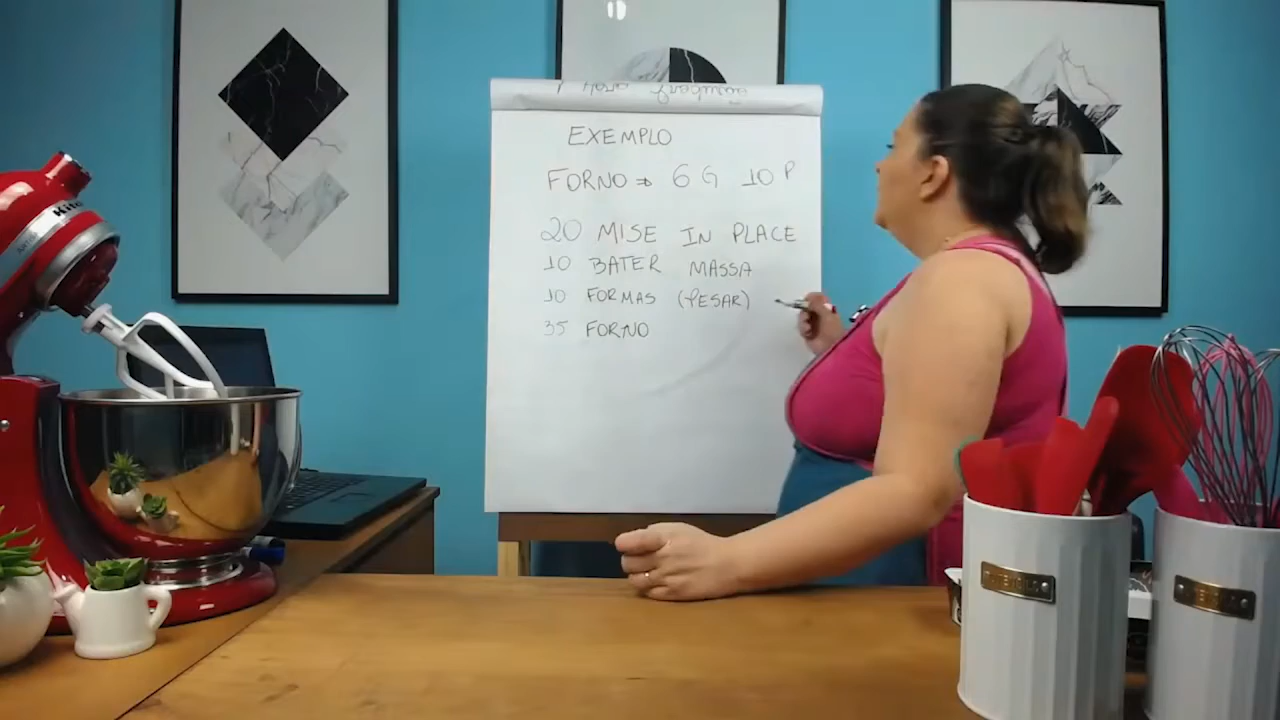 EXEMPLO
FORNO → 6 G 10 P
20 MISE IN PLACE
10 BATER MASSA
10 FORMAS (PESAR)
35 FORNO